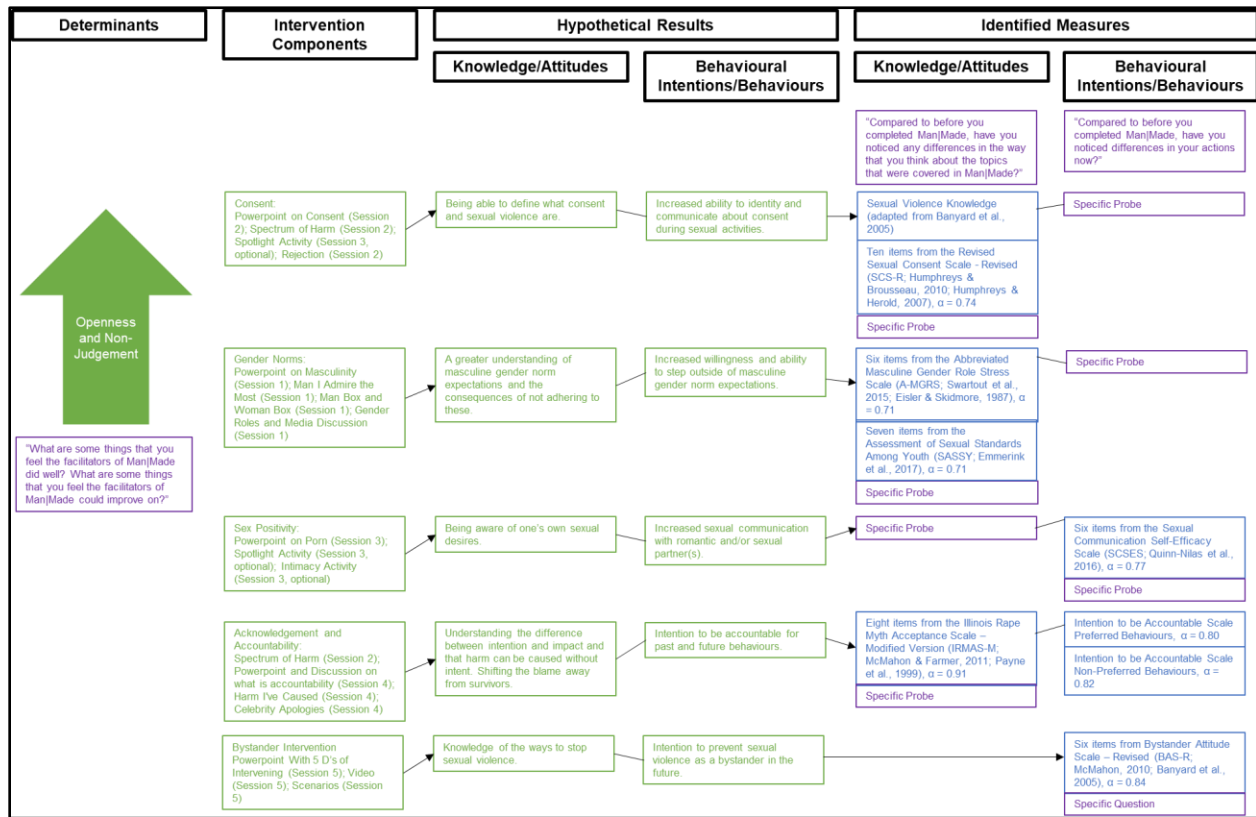 Determinants
Intervention
Components
Hypothetical Results
Identified Measures
Knowledge/Attitudes
Behavioural
Intentions/Behaviours
Knowledge/Attitudes
Behavioural
Intentions/Behaviours
"Compared to before you
completed Man|Made, have you
noticed any differences in the way
that you think about the topics
that were covered in Man|Made?"
"Compared to before you
completed Man|Made, have you
noticed differences in your actions
now?"
Openness
and Non-
Judgement
"What are some things that you
feel the facilitators of Man|Made
did well? What are some things
that you feel the facilitators of
Man|Made could improve on?"
Consent:
Powerpoint on Consent (Session
2); Spectrum of Harm (Session 2);
Spotlight Activity (Session 3,
optional); Rejection (Session 2)
Being able to define what consent
and sexual violence are.
Increased ability to identity and
communicate about consent
during sexual activities.
Sexual Violence Knowledge
(adapted from Banyard et al.,
2005)
Ten items from the Revised
Sexual Consent Scale - Revised
(SCS-R; Humphreys &
Brousseau, 2010; Humphreys &
Herold, 2007), α = 0.74
Specific Probe
Specific Probe
Gender Norms:
Powerpoint on Masculinity
(Session 1); Man I Admire the
Most (Session 1); Man Box and
Woman Box (Session 1); Gender
Roles and Media Discussion
(Session 1)
A greater understanding of
masculine gender norm
expectations and the
consequences of not adhering to
these.
Increased willingness and ability
to step outside of masculine
gender norm expectations.
Six items from the Abbreviated
Masculine Gender Role Stress
Scale (A-MGRS; Swartout et al.,
2015; Eisler & Skidmore, 1987), α
= 0.71
Seven items from the
Assessment of Sexual Standards
Among Youth (SASSY; Emmerink
et al., 2017), α = 0.71
Specific Probe
Specific Probe
Sex Positivity:
Powerpoint on Porn (Session 3);
Spotlight Activity (Session 3,
optional); Intimacy Activity
(Session 3, optional)
Being aware of one's own sexual
desires.
Increased sexual communication
with romantic and/or sexual
partner(s).
Specific Probe
Six items from the Sexual
Communication Self-Efficacy
Scale (SCSES; Quinn-Nilas et al.,
2016), α = 0.77
Specific Probe
Acknowledgement and
Accountability:
Spectrum of Harm (Session 2);
Powerpoint and Discussion on
what is accountability (Session 4);
Harm I've Caused (Session 4);
Celebrity Apologies (Session 4)
Understanding the difference
between intention and impact and
that harm can be caused without
intent. Shifting the blame away
from survivors.
Intention to be accountable for
past and future behaviours.
Eight items from the Illinois Rape
Myth Acceptance Scale –
Modified Version (IRMAS-M;
McMahon & Farmer, 2011; Payne
et al., 1999), α = 0.91
Specific Probe
Intention to be Accountable Scale
Preferred Behaviours, α = 0.80
Intention to be Accountable Scale
Non-Preferred Behaviours, α =
0.82
Bystander Intervention
Powerpoint With 5 D's of
Intervening (Session 5); Video
(Session 5); Scenarios (Session
5)
Knowledge of the ways to stop
sexual violence.
Intention to prevent sexual
violence as a bystander in the
future.
Six items from Bystander Attitude
Scale – Revised (BAS-R;
McMahon, 2010; Banyard et al.,
2005), α = 0.84
Specific Question